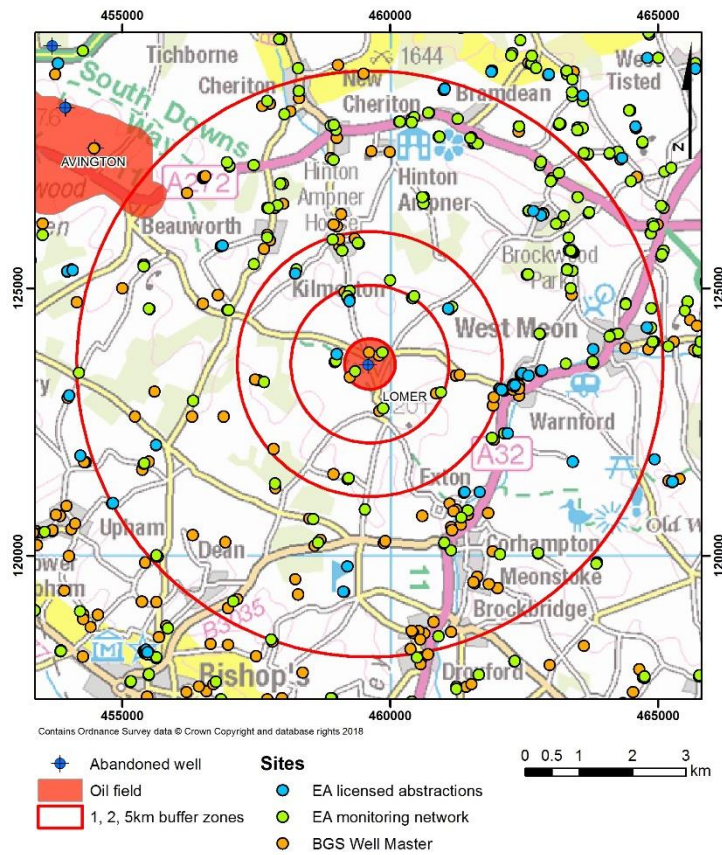 455000 460000 465000
1644
Tichborne
West
Tisted
Cheriton
New
Cheriton
Bramdean
South Downs
Way
AVINGTON
A272
Hinton
Ampner
House
Hinton
Ampner
Beauworth
Brockwood
Park
125000
125000
Kilmeston
West Meon
LOMER
Warnford
A32
Exton
Upham
Corhampton
Old W
120000
120000
Dean
Meonstoke
11
Brockbridge
B3035
Bishop's
Droxford
455000 460000 465000
Contains Ordnance Survey data © Crown Copyright and database rights 2018
Abandoned well
Oil field
1, 2, 5km buffer zones
Sites
EA licensed abstractions
EA monitoring network
BGS Well Master
0 0.5 1 2 3
km
N